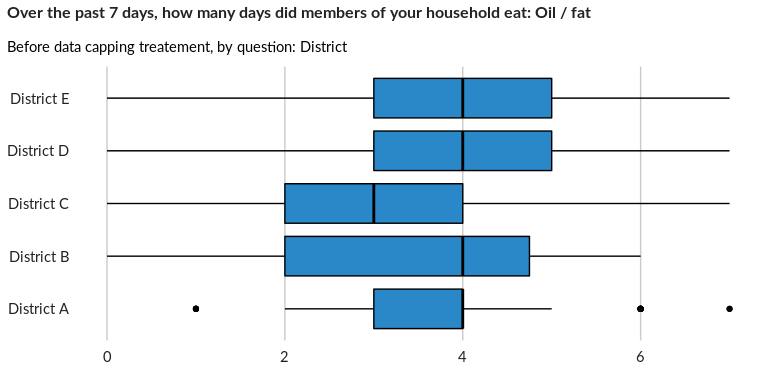 Over the past 7 days, how many days did members of your household eat: Oil / fat
Before data capping treatement, by question: District
District E
District D
District C
District B
District A
0 2 4 6